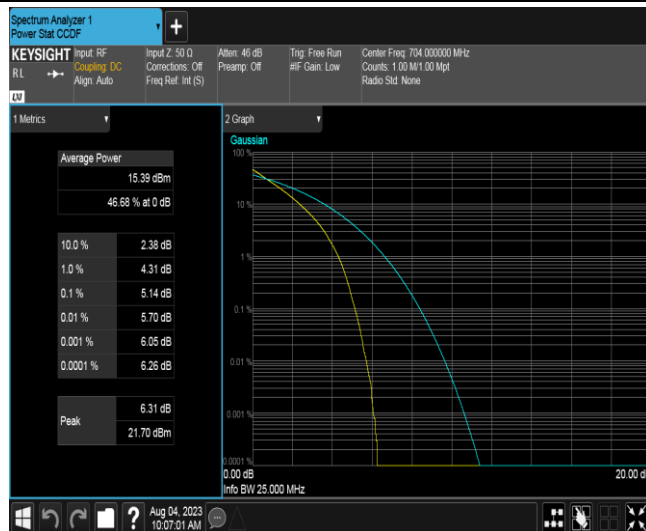 Spectrum Analyzer 1
Power Stat CCDF
KEYSIGHT
RL
Input: RF
Coupling: DC
Align: Auto
Input Z: 50 Ω
Corrections: Off
Freq Ref: Int (S)
Atten: 46 dB
Preamp: Off
Trig: Free Run
#IF Gain: Low
Center Freq: 704.000000 MHz
Counts: 1.00 M/1.00 Mpt
Radio Std: None
1 Metrics
Average Power
15.39 dBm
46.68 % at 0 dB
10.0 % 2.38 dB
1.0 % 4.31 dB
0.1 % 5.14 dB
0.01 % 5.70 dB
0.001 % 6.05 dB
0.0001 % 6.26 dB
Peak
6.31 dB
21.70 dBm
2 Graph
Gaussian
100 %
10 %
1 %
0.1 %
0.01 %
0.001 %
0.0001 %
0.00 dB
20.00 d
Info BW 25.000 MHz
?
Aug 04, 2023
10:07:01 AM